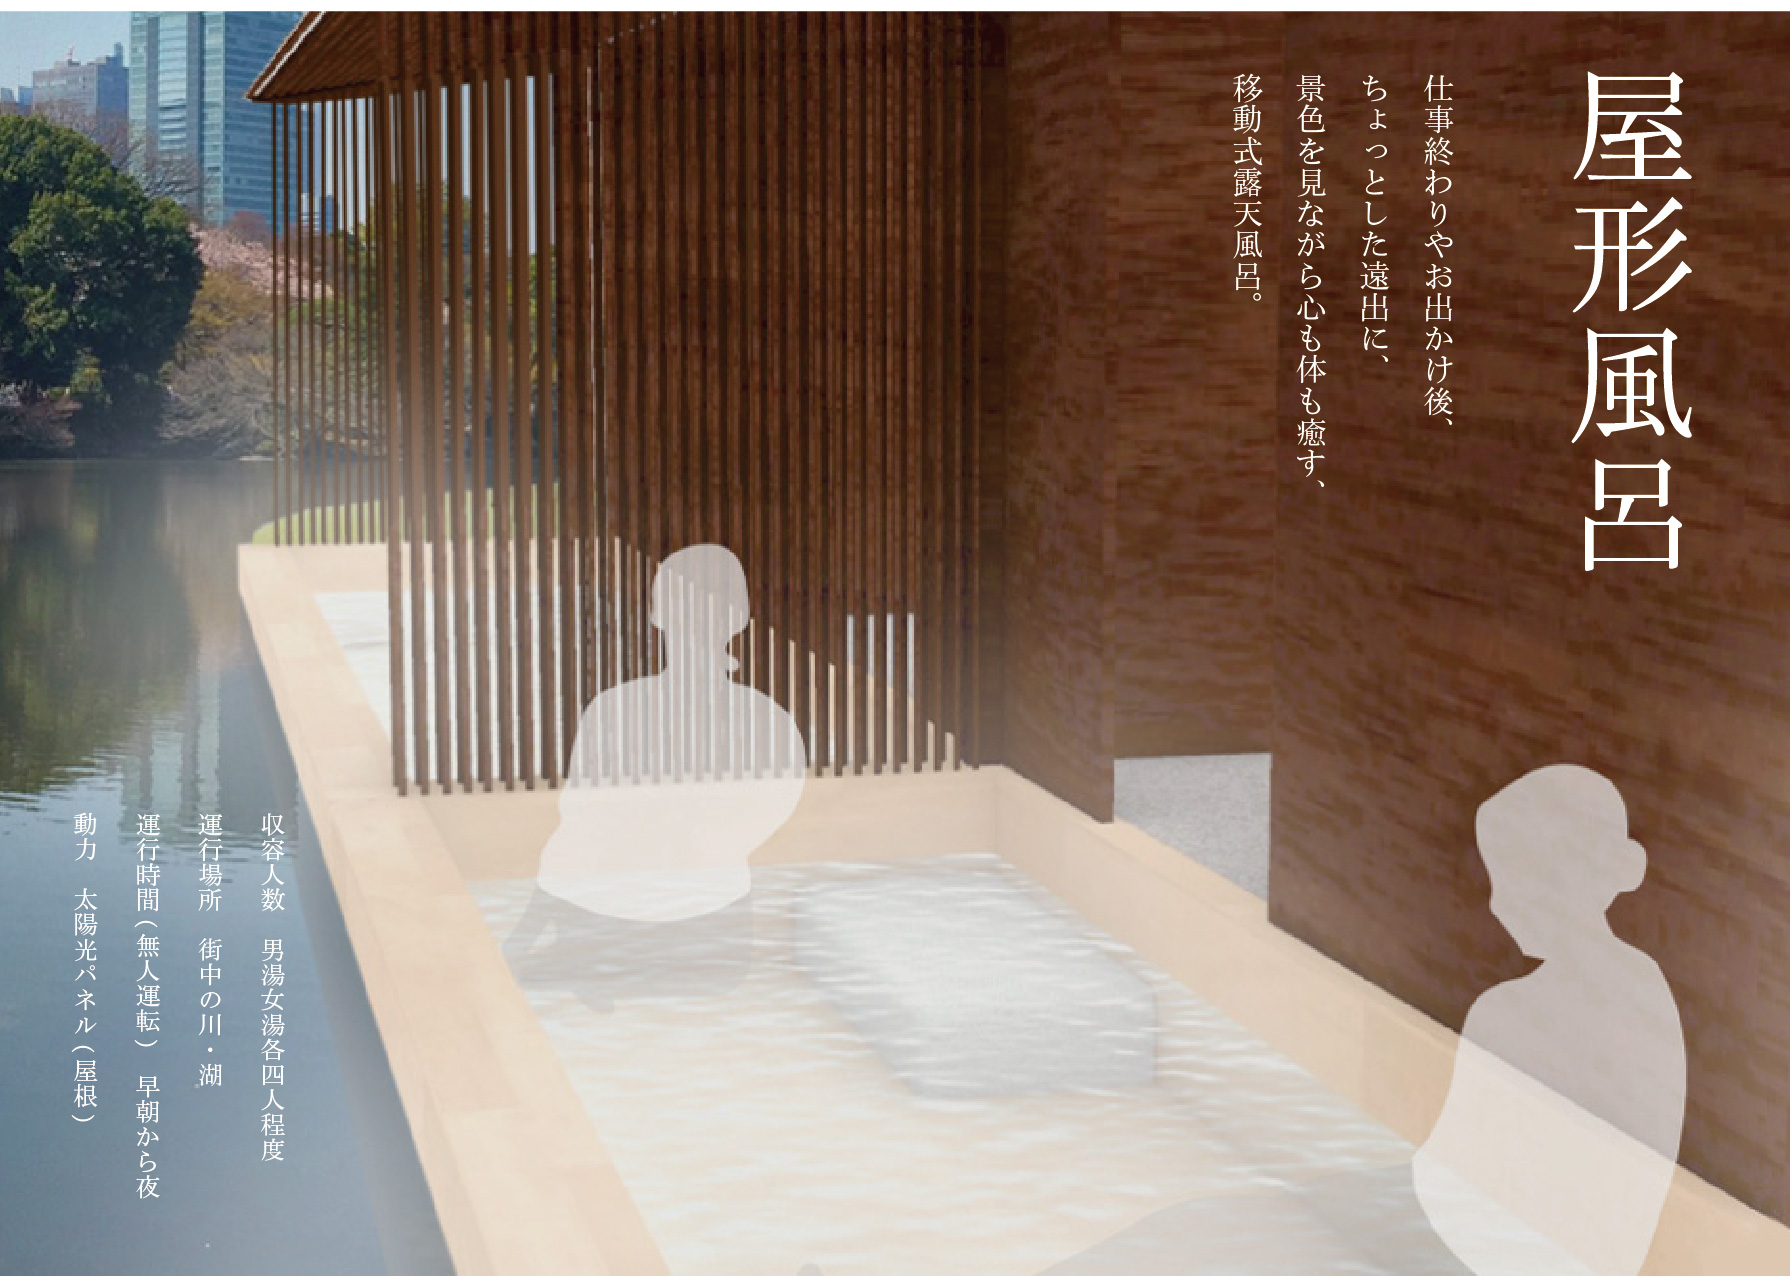 屋形風呂
仕事終わりやお出かけ後、
ちょっとした遠出に、
景色を見ながら心も体も癒す、
移動式露天風呂。
収容人数　男湯女湯各四人程度
運行場所　街中の川・湖
運行時間(無人運転)　早朝から夜
動力　太陽光パネル(屋根)